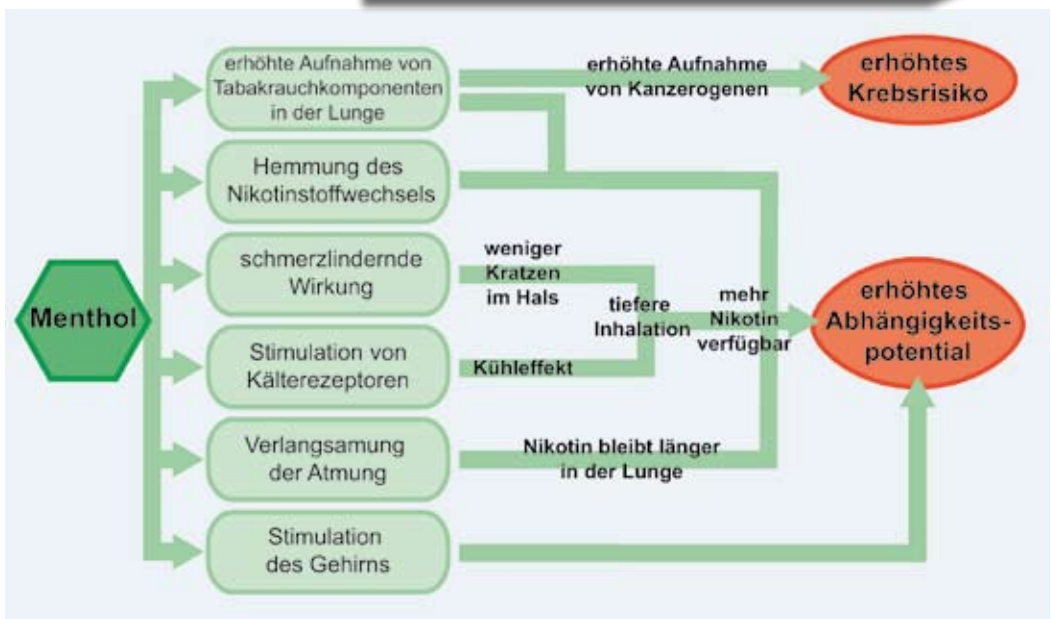 Menthol
erhöhte Aufnahme von
Tabakrauchkomponenten
in der Lunge
Hemmung des
Nikotinstoffwechsels
schmerzlindernde
Wirkung
Stimulation von
Kälterezeptoren
Verlangsamung
der Atmung
Stimulation
des Gehirns
erhöhte Aufnahme
von Kanzerogenen
weniger
Kratzen
im Hals
Kühleffekt
tiefere
Inhalation
mehr
Nikotin
verfügbar
Nikotin bleibt länger
in der Lunge
erhöhtes
Krebsrisiko
erhöhtes
Abhängigkeits-
potential